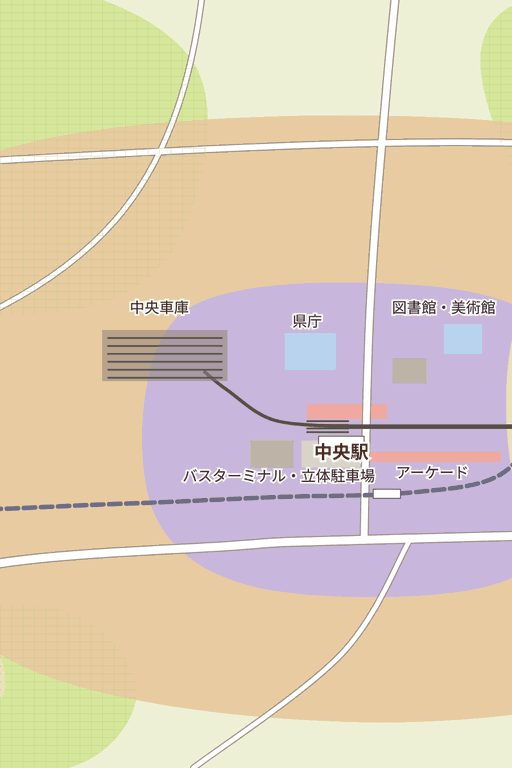 中央車庫
図書館・美術館
県庁
中央駅
アーケード
バスターミナル・立体駐車場